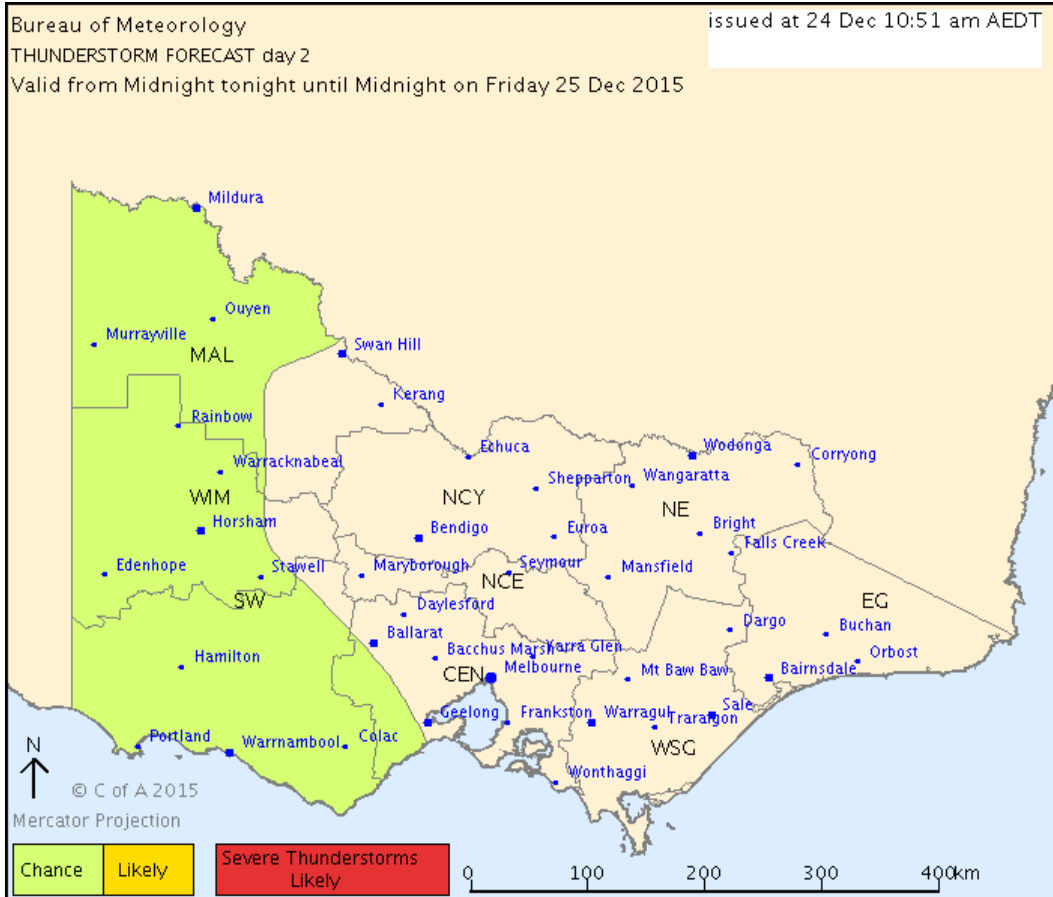 Bureau of Meteorology
issued at 24 Dec 10:51 am AEDT
THUNDERSTORM FORECAST day 2
Valid from Midnight tonight until Midnight on Friday 25 Dec 2015
Mildura
Ouyen
Murrayville
MAL
Swan Hill
Kerang
Rainbow
Echuca
Wodonga
Corryong
Warracknabeal
Shepparton
Wangaratta
WIM
NCY
NE
Horsham
Bendigo
Euroa
Bright
Falls Creek
Edenhope
Stawell
Maryborough
Seymour
NCE
Mansfield
SW
EG
Daylesford
Dargo
Buchan
Ballarat
Bacchus Marsh
Yarra Glen
Hamilton
CEN
Melbourne
Mt Baw Baw
Bairnsdale
Orbost
Geelong
Frankston
Warragul
Traralgon
Sale
Portland
Warrnambool
Colac
WSG
N
Wonthaggi
© C of A 2015
Mercator Projection
Chance
Likely
Severe Thunderstorms
Likely
0 100 200 300 400km